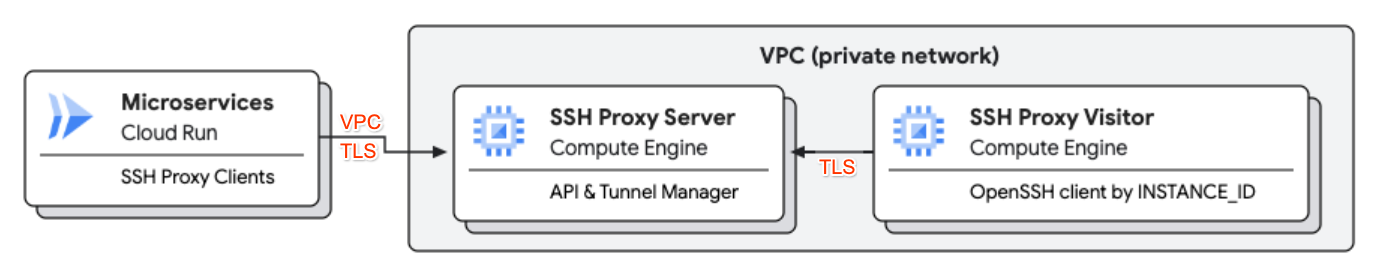 VPC (private network)
Microservices
Cloud Run
SSH Proxy Clients
VPC
TLS
SSH Proxy Server
Compute Engine
API & Tunnel Manager
TLS
SSH Proxy Visitor
Compute Engine
OpenSSH client by INSTANCE_ID